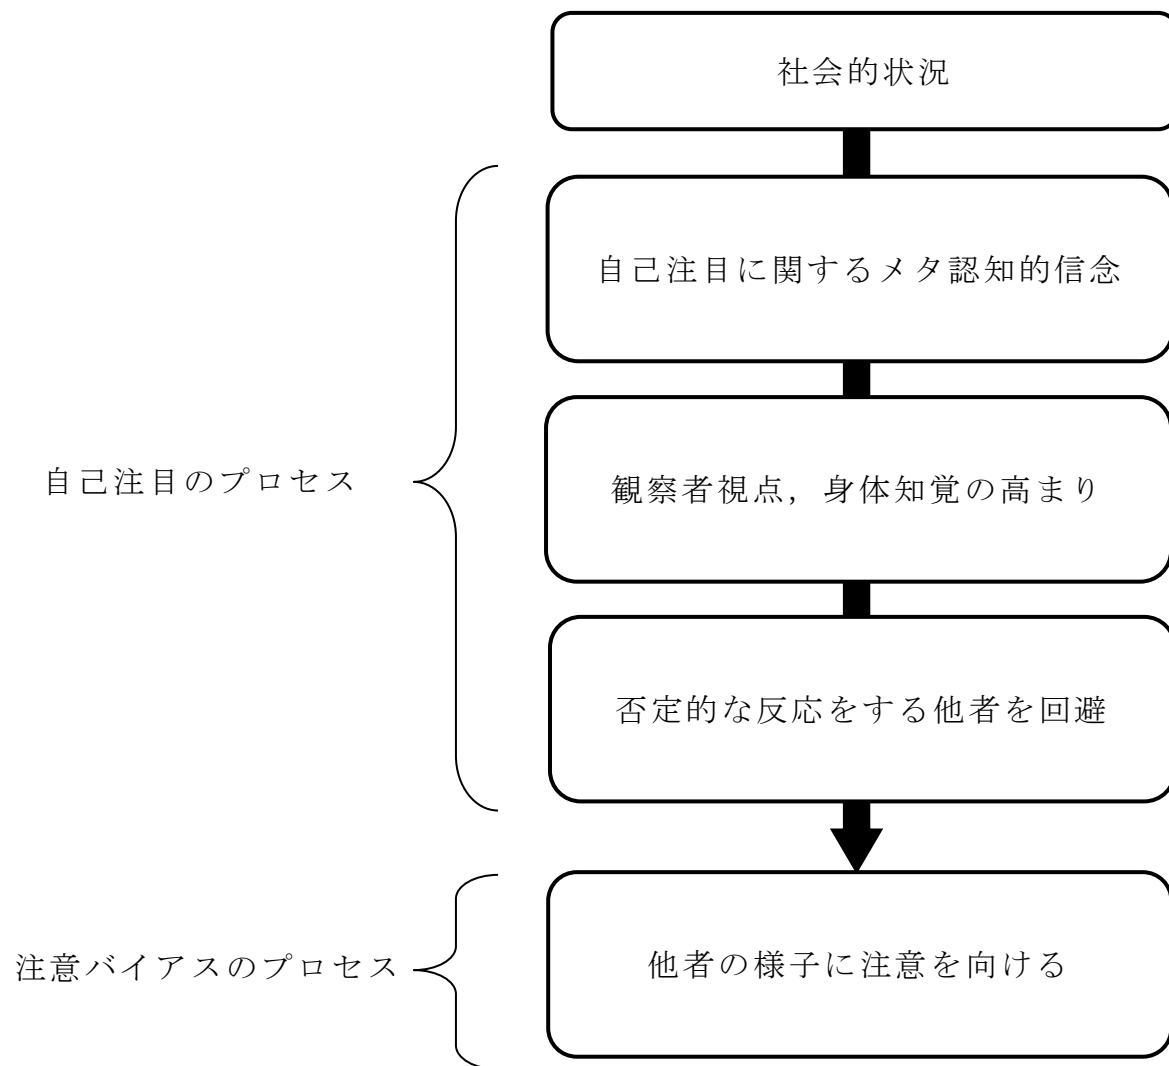 社会的状況
自己注目に関するメタ認知的信念
自己注目のプロセス
観察者視点，身体知覚の高まり
否定的な反応をする他者を回避
注意バイアスのプロセス
他者の様子に注意を向ける